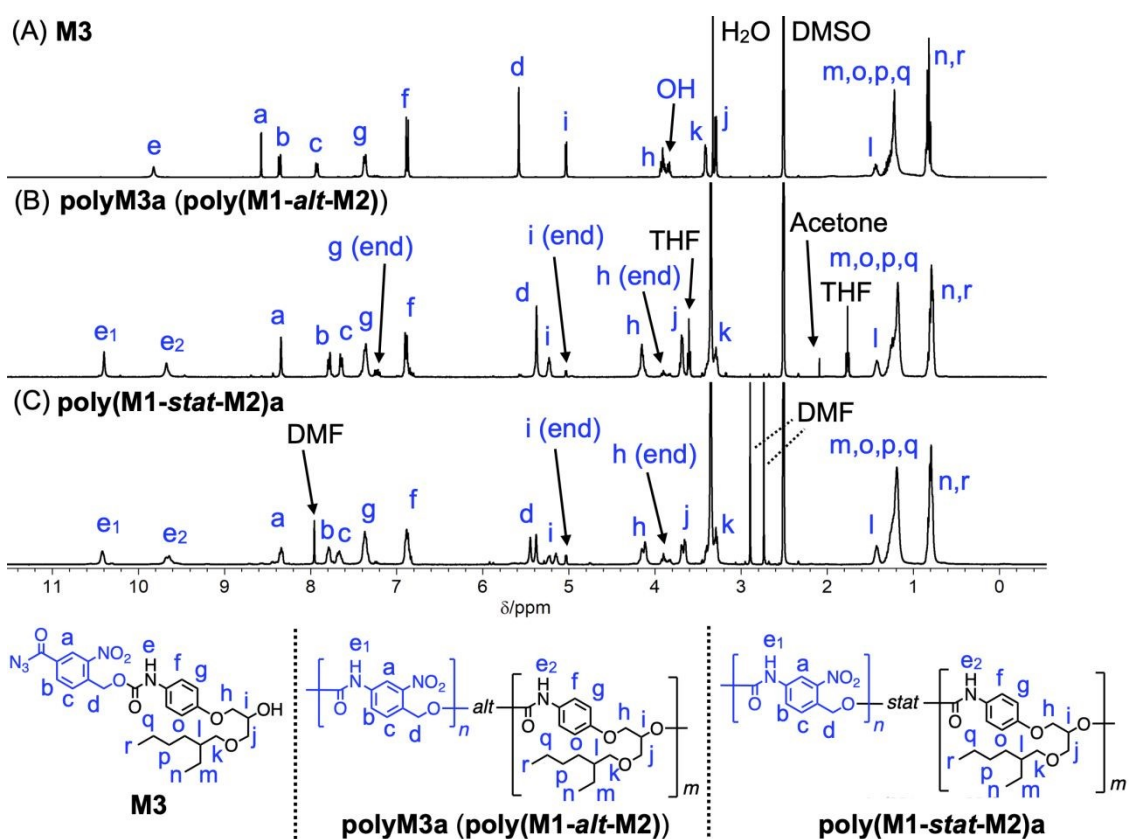 (A) M3
H₂O
DMSO
n,r
m,o,p,q
d
a
f
OH
j
b
g
i
k
c
e
h
l
(B) polyM3a (poly(M1-alt-M2))
Acetone
g (end)
i (end)
THF
m,o,p,q
h (end)
d
THF
n,r
a
f
e₁
g
j
h
e₂
b
c
i
k
l
(C) poly(M1-stat-M2)a
DMF
DMF
i (end)
m,o,p,q
h (end)
n,r
f
g
e₁
a
d
h
j
e₂
b
c
i
k
l
11 10 9 8 7 6 5 4 3 2 1 0
δ/ppm
O
a
NO₂
e
H
N
f
g
N₃
b
c
d
O
O
h
i
OH
q
o
O
l
j
r
p
k
O
n
m
M3
e₁
H
N
a
NO₂
O
b
c
d
O
n
alt
e₂
H
N
f
g
O
h
i
O
q
o
O
l
j
r
p
k
O
n
m
m
polyM3a (poly(M1-alt-M2))
e₁
H
N
a
NO₂
O
b
c
d
O
n
stat
e₂
H
N
f
g
O
h
i
O
q
o
O
l
j
r
p
k
O
n
m
m
poly(M1-stat-M2)a